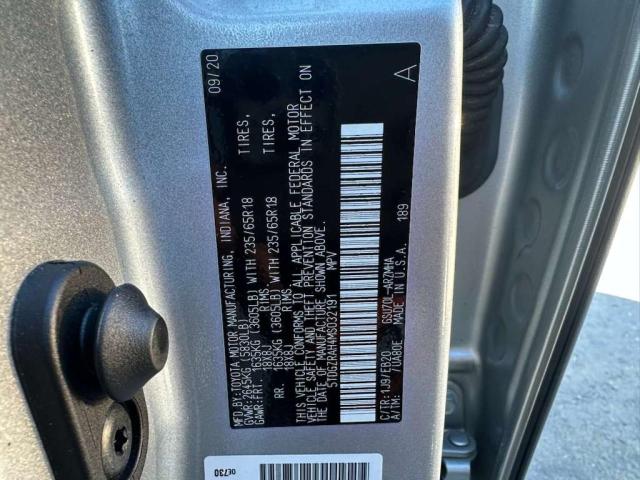 MFD. BY: TOYOTA MOTOR MANUFACTURING, INDIANA, INC. 09/20
GVWR: 2645KG (5830LB)
GAWR: FRT. 1635KG (3605LB) WITH 235/65R18 TIRES,
18X8J RIMS
RR. 1635KG (3605LB) WITH 235/65R18 TIRES,
18X8J RIMS
THIS VEHICLE CONFORMS TO ALL APPLICABLE FEDERAL MOTOR
VEHICLE SAFETY AND THEFT PREVENTION STANDARDS IN EFFECT ON
THE DATE OF MANUFACTURE SHOWN ABOVE.
5TDGZRAH4MS032191 MPV A
C/TR: 1J9/FB20 GSU70L-ARZMHA
A/TM: /UA80E MADE IN U.S.A. 189
0E730